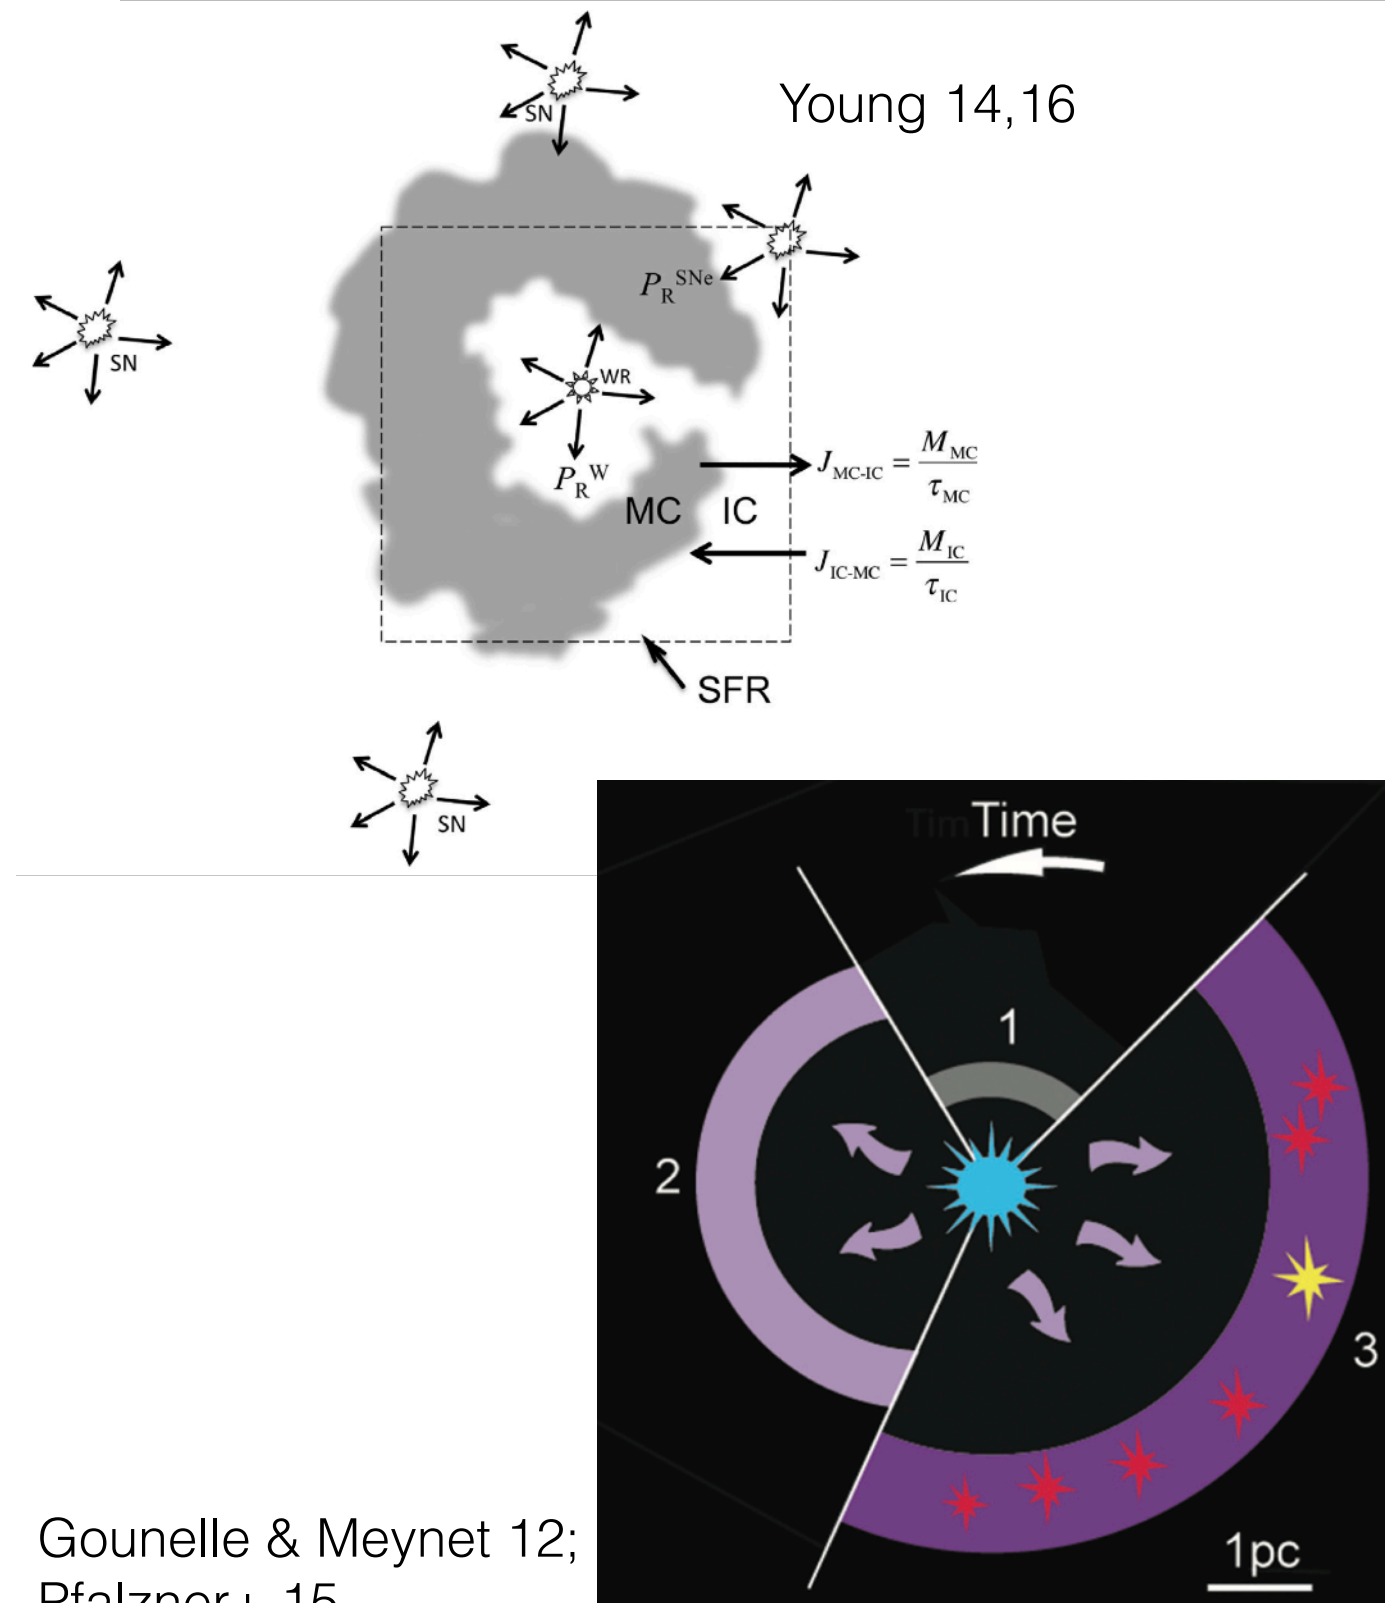 Young 14,16
SN
SN
P_R^SNe
WR
P_R^W
MC IC
J_MC-IC = M_MC / τ_MC
J_IC-MC = M_IC / τ_IC
SFR
SN
Time
1
2
3
1pc
Gounelle & Meynet 12;